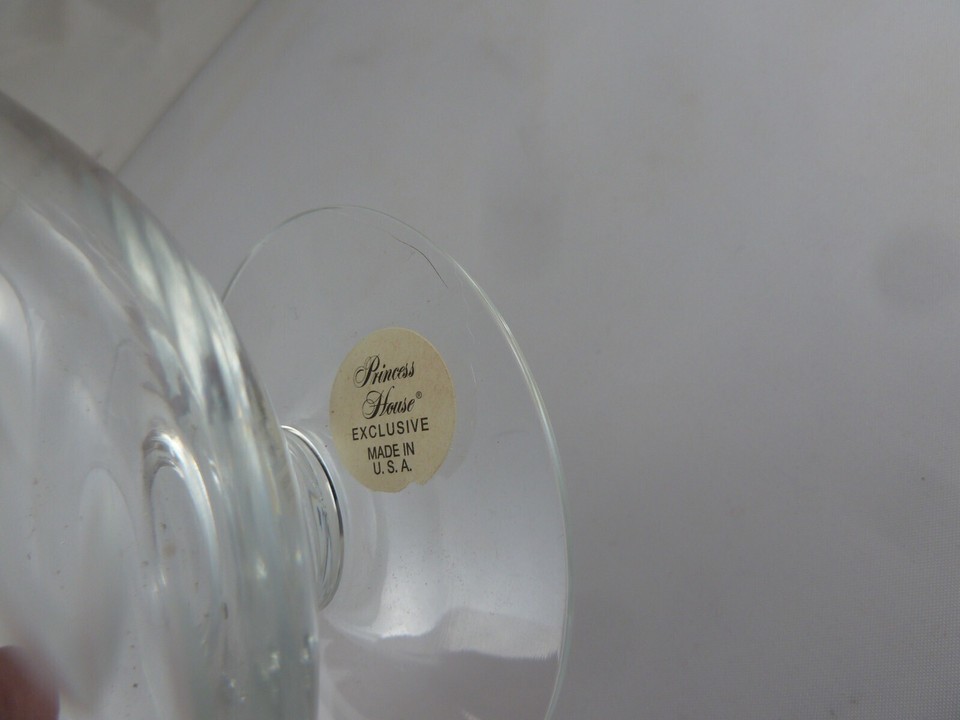 Princess
House®
EXCLUSIVE
MADE IN
U.S.A.